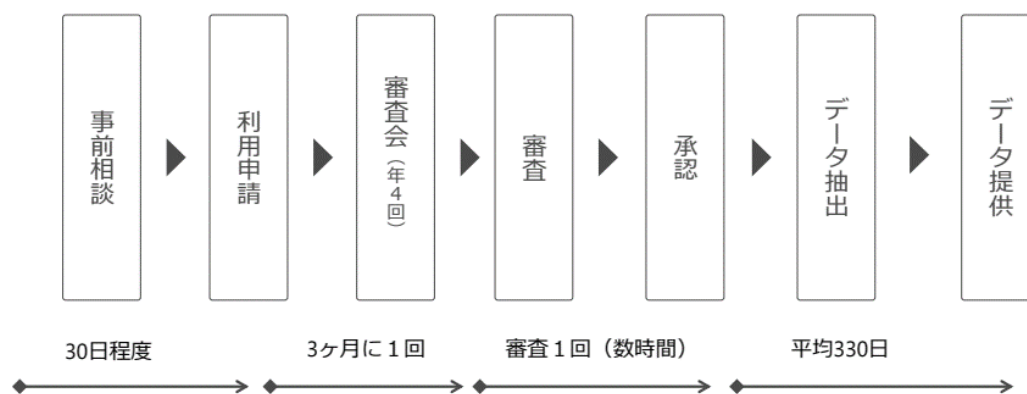 事前相談
利用申請
審査会（年４回）
審査
承認
データ抽出
データ提供
30日程度
3ヶ月に１回
審査１回（数時間）
平均330日